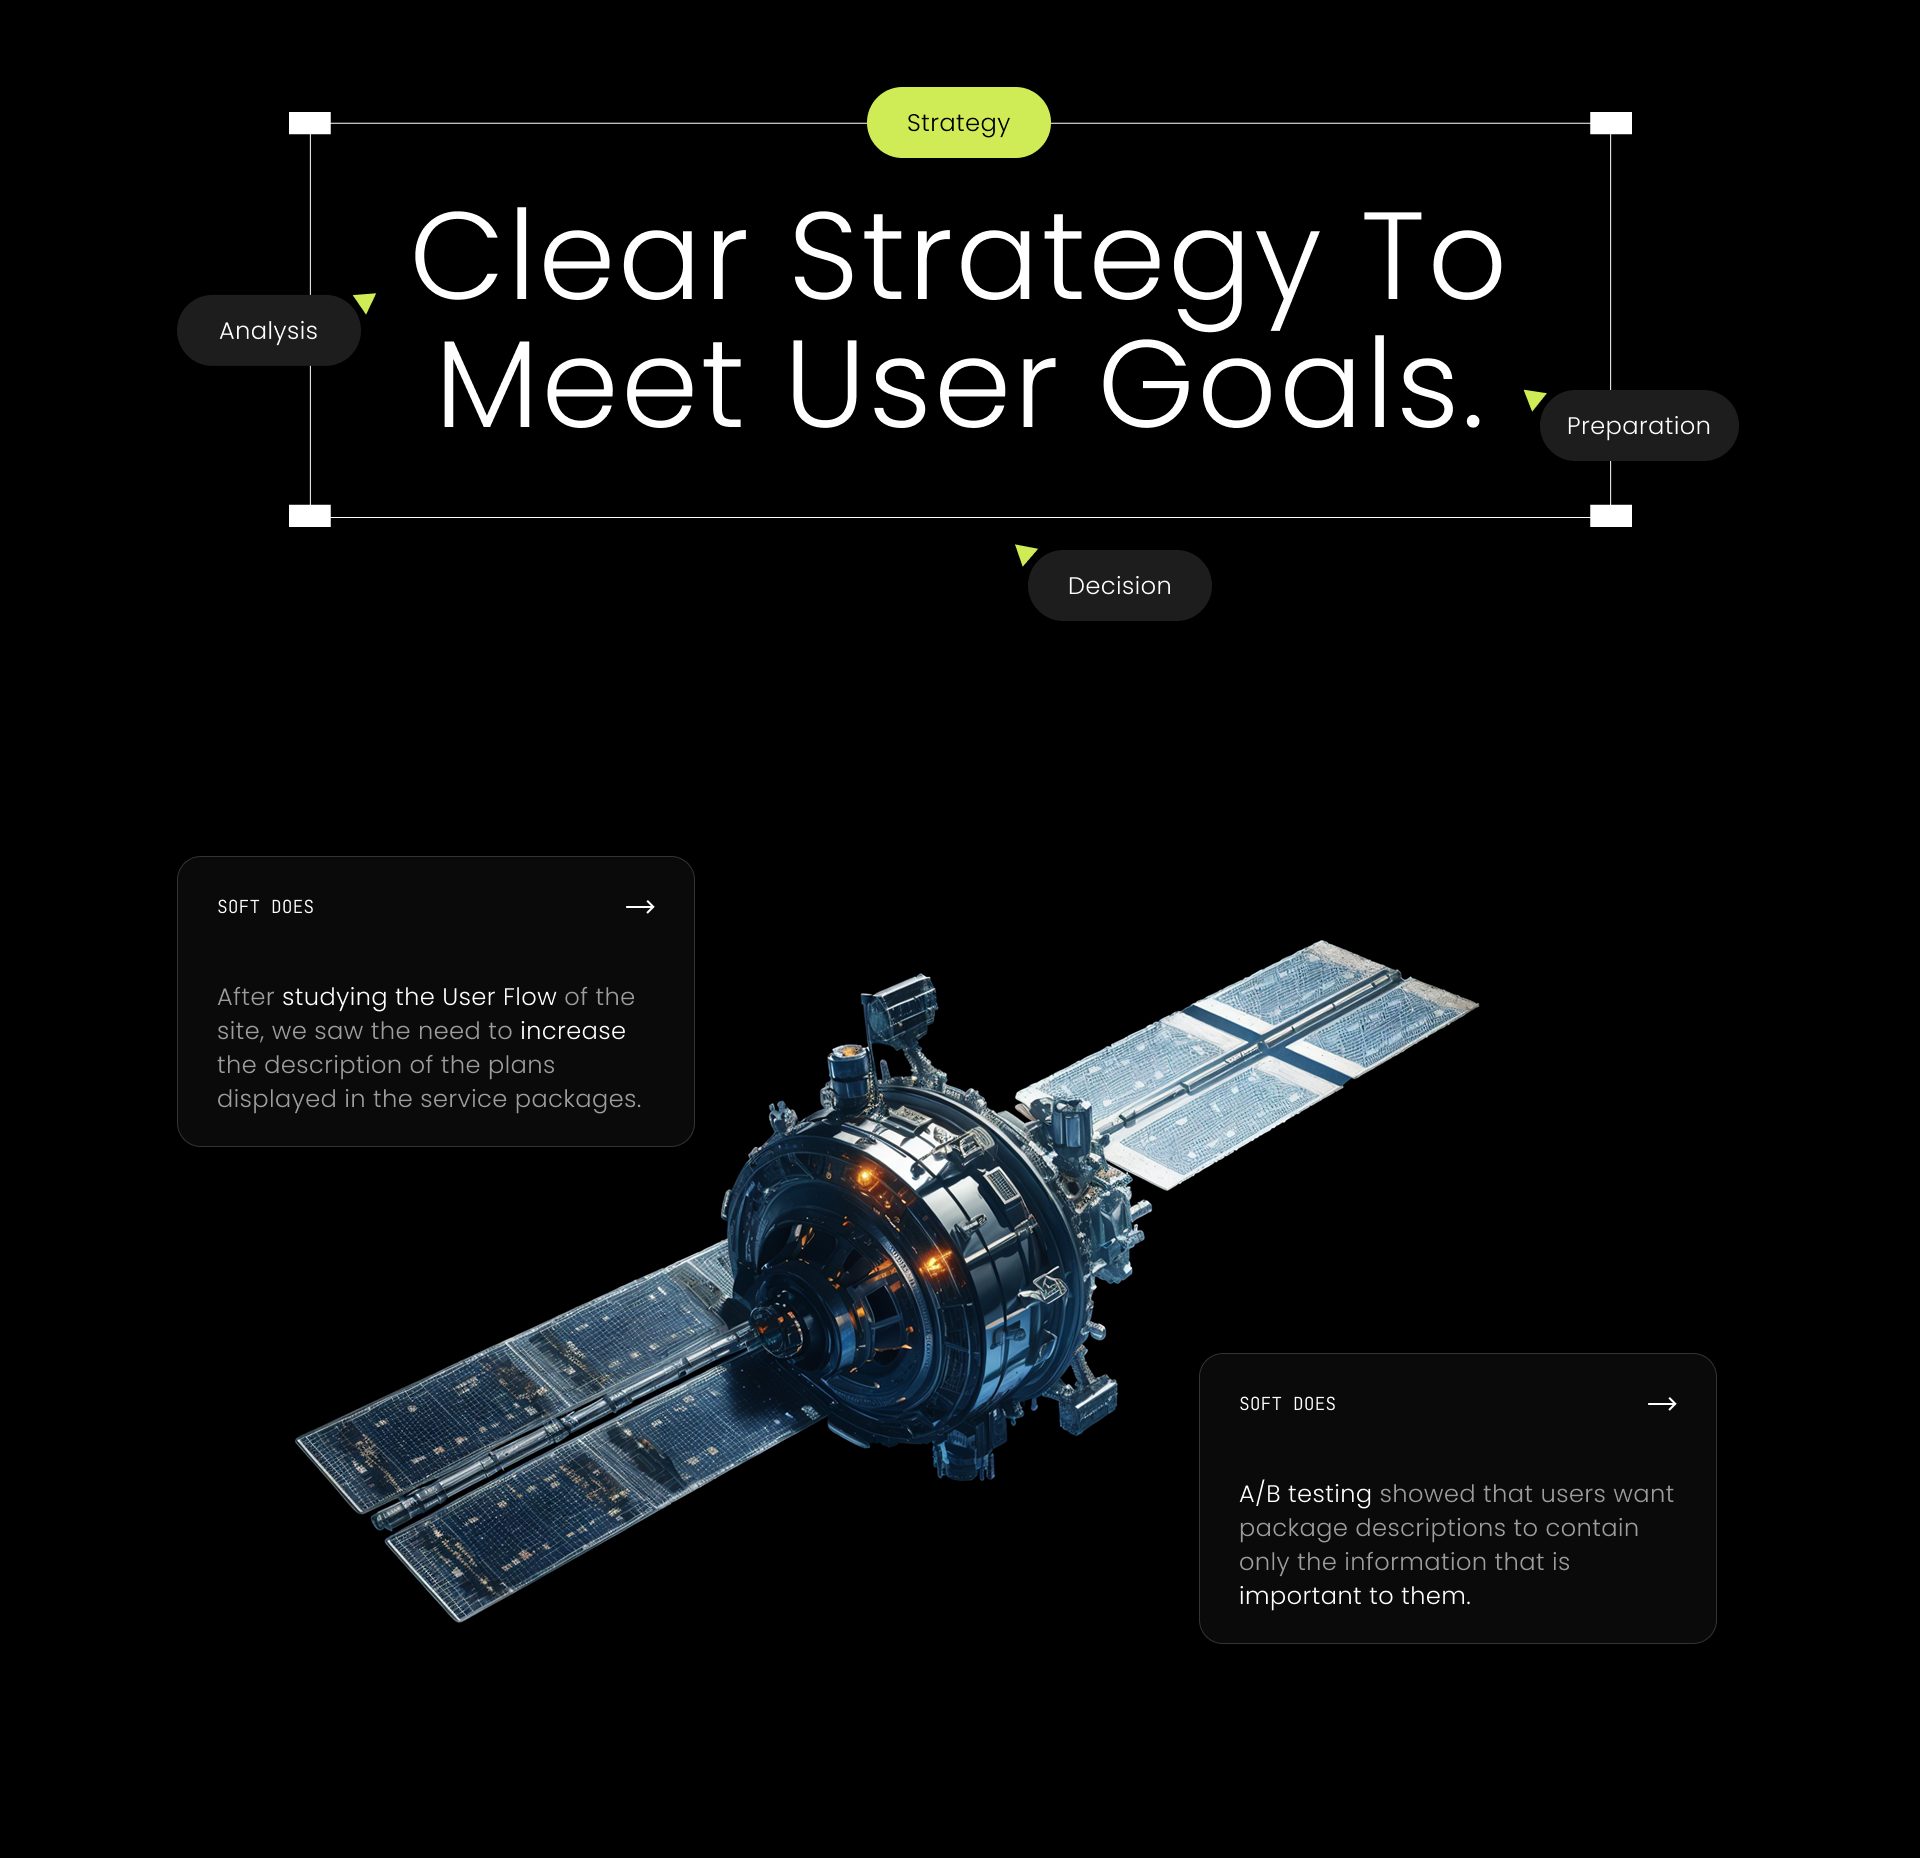 Strategy
Clear Strategy To
Meet User Goals.
Analysis
Preparation
Decision
SOFT DOES
After studying the User Flow of the
site, we saw the need to increase
the description of the plans
displayed in the service packages.
SOFT DOES
A/B testing showed that users want
package descriptions to contain
only the information that is
important to them.